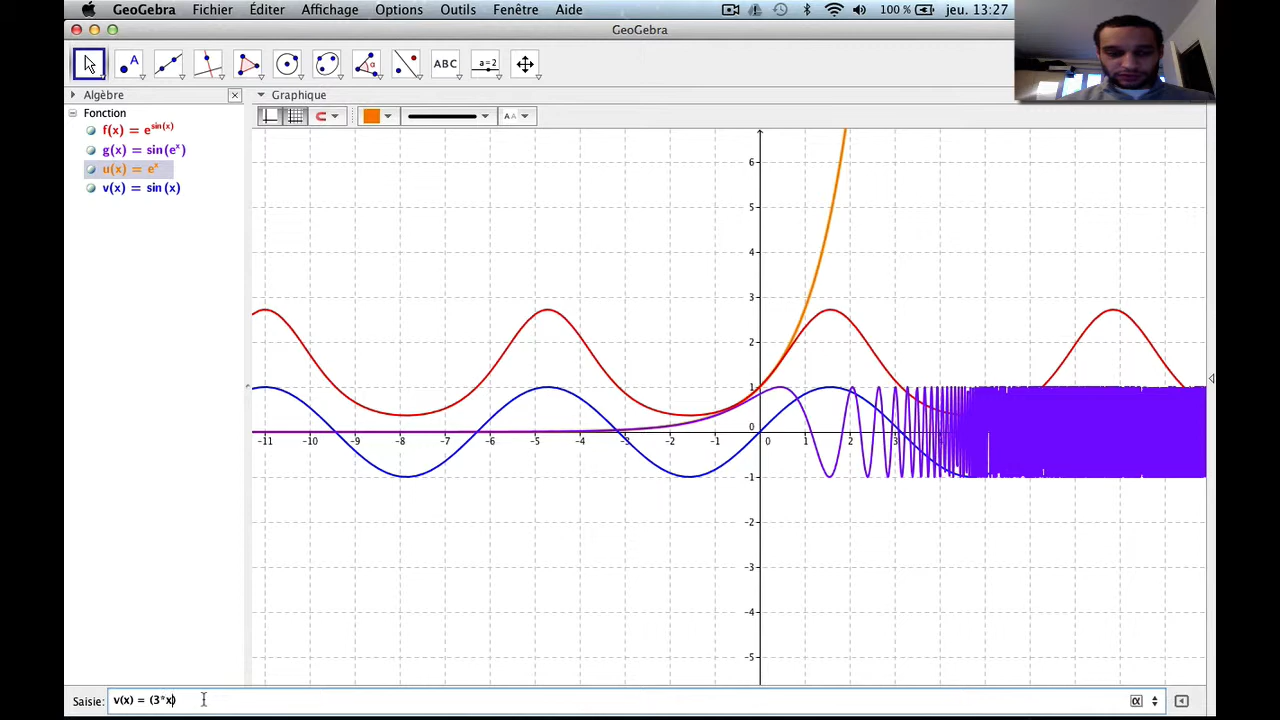 GeoGebra Fichier Éditer Affichage Options Outils Fenêtre Aide 100 % jeu. 13:27
GeoGebra
A ABC a=2
Algèbre Graphique
Fonction
f(x) = e^sin(x)
g(x) = sin(e^x)
u(x) = e^x
v(x) = sin(x)
AA
6
5
4
3
2
1
0
-11 -10 -9 -8 -7 -6 -5 -4 -3 -2 -1 0 1 2 3
-1
-2
-3
-4
-5
Saisie: v(x) = (3*x) α